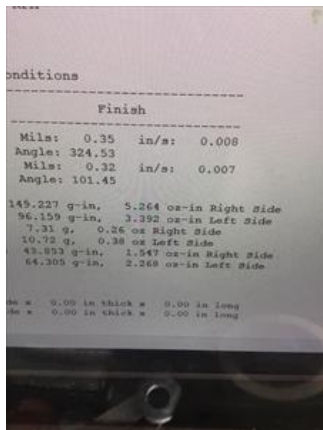 onditions
Finish
Mils: 0.35 in/s: 0.008
Angle: 324.53
Mils: 0.32 in/s: 0.007
Angle: 101.45
149.227 g-in, 5.264 oz-in Right Side
96.159 g-in, 3.392 oz-in Left Side
7.31 g, 0.26 oz Right Side
10.72 g, 0.38 oz Left Side
43.853 g-in, 1.547 oz-in Right Side
64.305 g-in, 2.268 oz-in Left Side
de x 0.00 in thick x 0.00 in long
de x 0.00 in thick x 0.00 in long